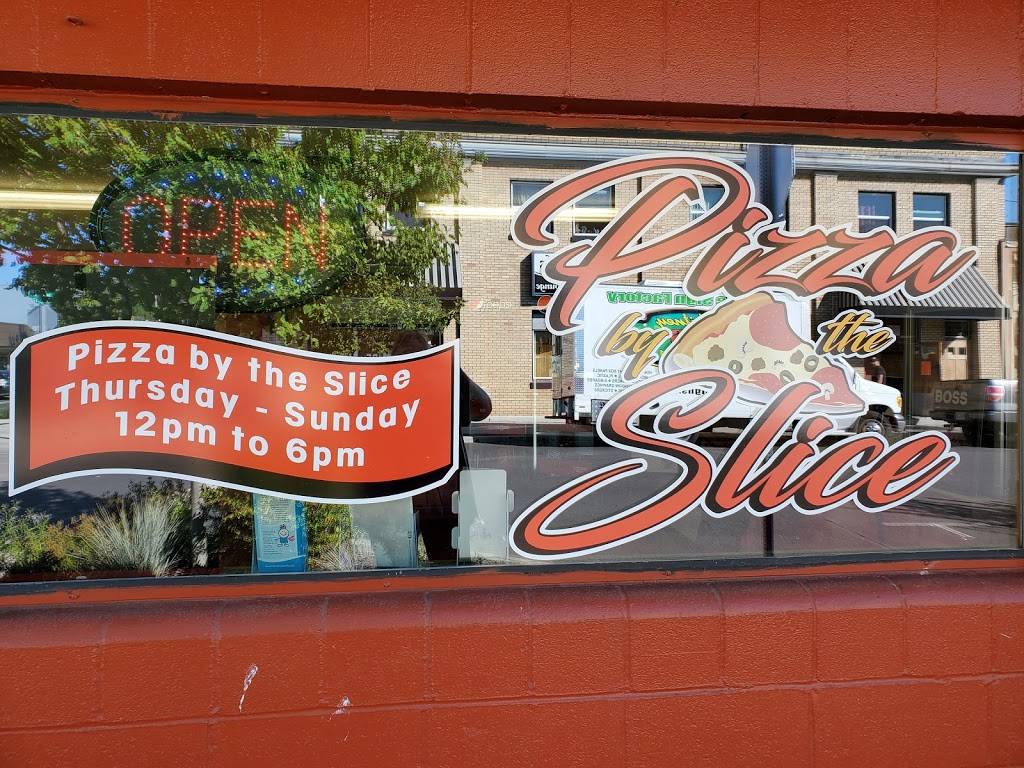 OPEN
Pizza by the Slice
Thursday - Sunday
12pm to 6pm
Pizza
by the
Slice
BOSS